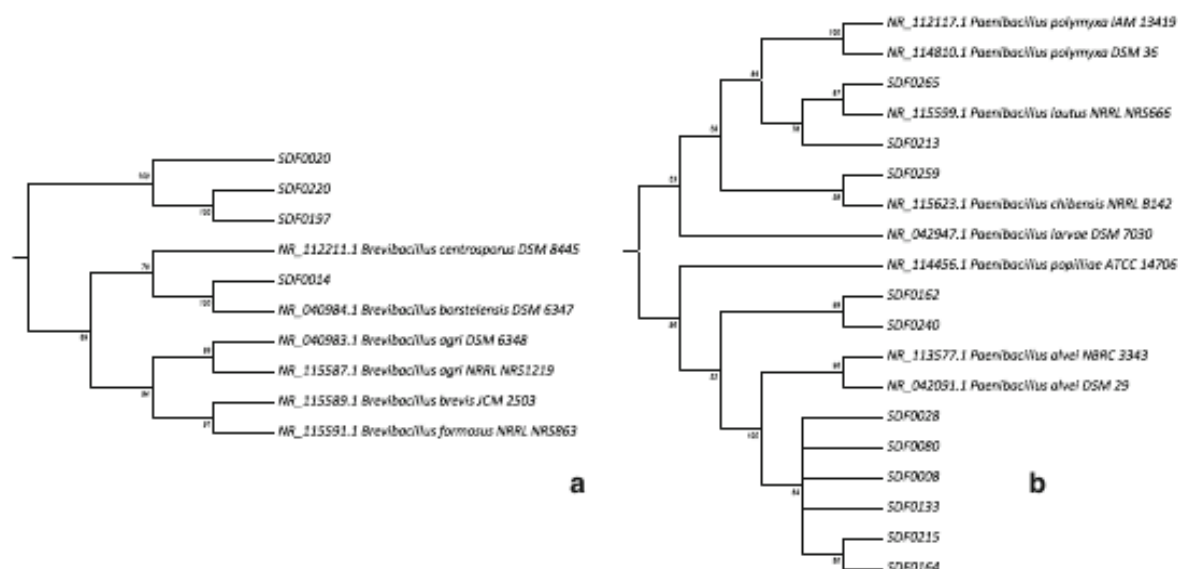 SDF0020
SDF0220
SDF0197
NR_112211.1 Brevibacillus centrosporus DSM 8445
SDF0014
NR_040984.1 Brevibacillus borstelensis DSM 6347
NR_040983.1 Brevibacillus agri DSM 6348
NR_115587.1 Brevibacillus agri NRRL NRS1219
NR_115589.1 Brevibacillus brevis JCM 2503
NR_115591.1 Brevibacillus formosus NRRL NRS863
a
NR_112117.1 Paenibacillus polymyxa IAM 13419
NR_114810.1 Paenibacillus polymyxa DSM 36
SDF0265
NR_115599.1 Paenibacillus lautus NRRL NRS666
SDF0213
SDF0259
NR_115623.1 Paenibacillus chibensis NRRL B142
NR_042947.1 Paenibacillus larvae DSM 7030
NR_114456.1 Paenibacillus popilliae ATCC 14706
SDF0162
SDF0240
NR_113577.1 Paenibacillus alvei NBRC 3343
NR_042091.1 Paenibacillus alvei DSM 29
SDF0028
SDF0080
SDF0008
SDF0133
SDF0215
SDF0164
b